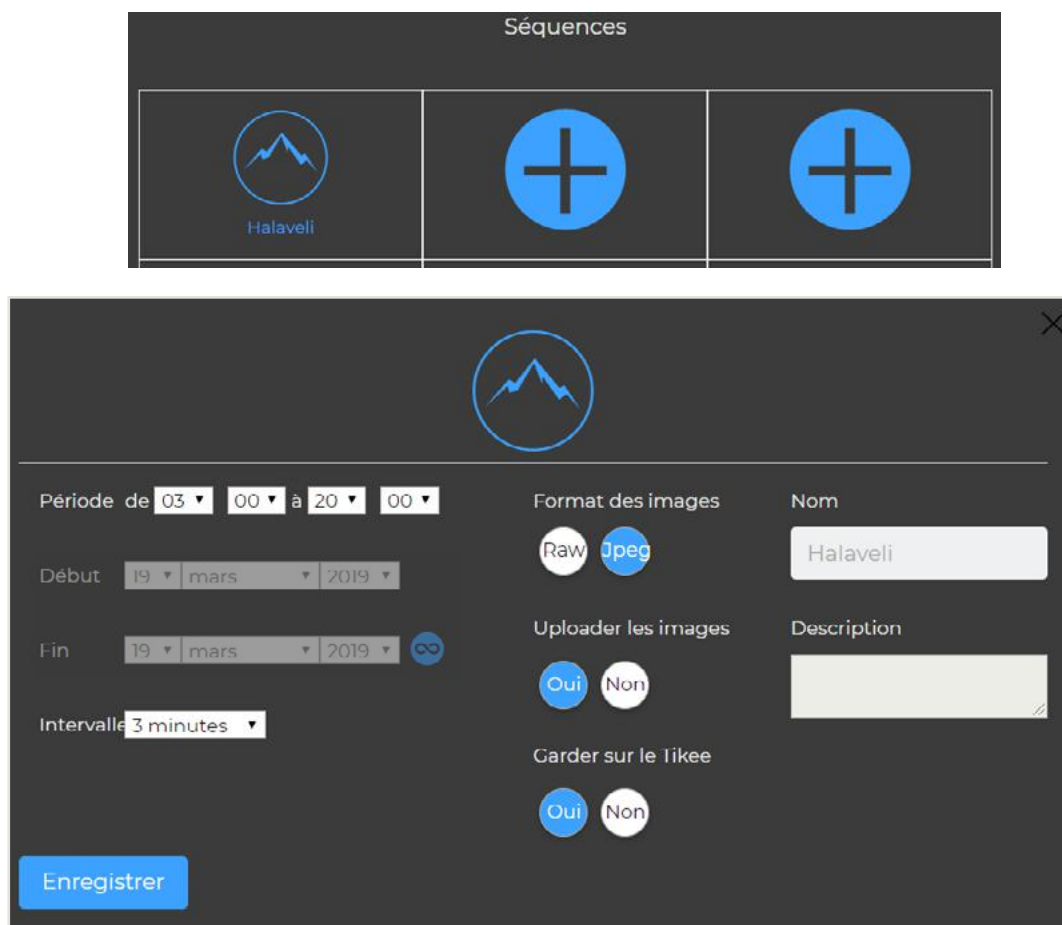 Séquences
Halaveli
Période de 03 00 à 20 00
Début 19 mars 2019
Fin 19 mars 2019
Intervalle 3 minutes
Format des images
Raw Jpeg
Uploader les images
Oui Non
Garder sur le Tikee
Oui Non
Nom
Halaveli
Description
Enregistrer